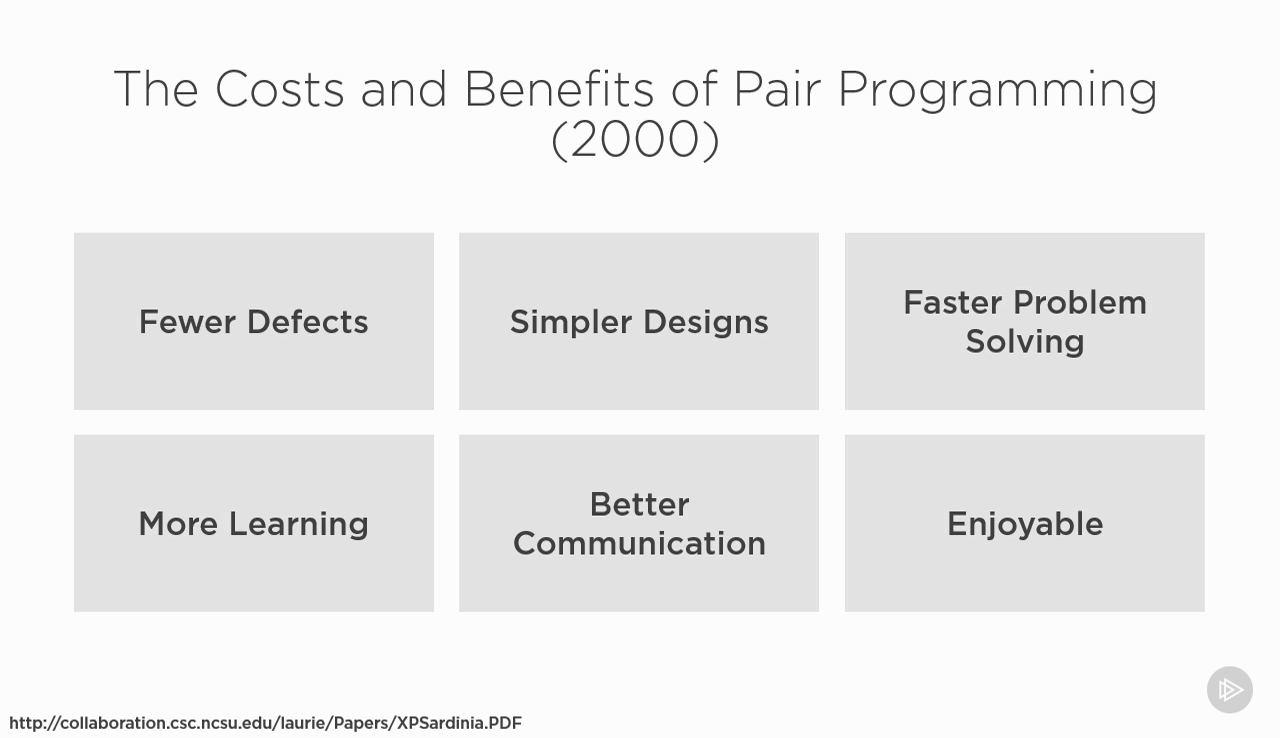 The Costs and Benefits of Pair Programming
(2000)
Fewer Defects
Simpler Designs
Faster Problem
Solving
More Learning
Better
Communication
Enjoyable
http://collaboration.csc.ncsu.edu/laurie/Papers/XPSardinia.PDF